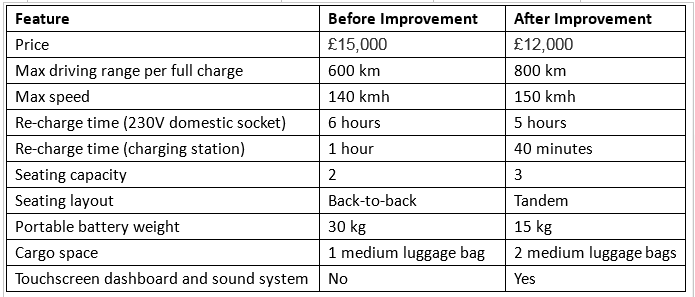 Feature Before Improvement After Improvement
Price £15,000 £12,000
Max driving range per full charge 600 km 800 km
Max speed 140 kmh 150 kmh
Re-charge time (230V domestic socket) 6 hours 5 hours
Re-charge time (charging station) 1 hour 40 minutes
Seating capacity 2 3
Seating layout Back-to-back Tandem
Portable battery weight 30 kg 15 kg
Cargo space 1 medium luggage bag 2 medium luggage bags
Touchscreen dashboard and sound system No Yes